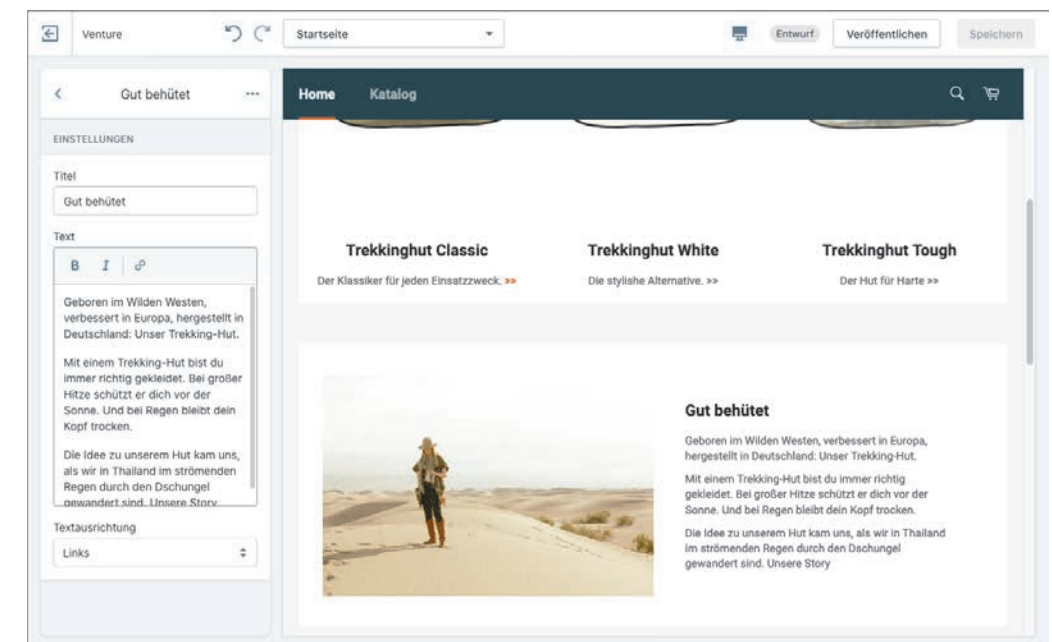 Venture
Startseite
Entwurf
Veröffentlichen
Speichern
Gut behütet
EINSTELLUNGEN
Titel
Gut behütet
Text
B I
Geboren im Wilden Westen,
verbessert in Europa, hergestellt in
Deutschland: Unser Trekking-Hut.
Mit einem Trekking-Hut bist du
immer richtig gekleidet. Bei großer
Hitze schützt er dich vor der
Sonne. Und bei Regen bleibt dein
Kopf trocken.
Die Idee zu unserem Hut kam uns,
als wir in Thailand im strömenden
Regen durch den Dschungel
gewandert sind. Unsere Story
Textausrichtung
Links
Home Katalog
Trekkinghut Classic
Der Klassiker für jeden Einsatzzweck. >>
Trekkinghut White
Die stylishe Alternative. >>
Trekkinghut Tough
Der Hut für Harte >>
Gut behütet
Geboren im Wilden Westen, verbessert in Europa,
hergestellt in Deutschland: Unser Trekking-Hut.
Mit einem Trekking-Hut bist du immer richtig
gekleidet. Bei großer Hitze schützt er dich vor der
Sonne. Und bei Regen bleibt dein Kopf trocken.
Die Idee zu unserem Hut kam uns, als wir in Thailand
im strömenden Regen durch den Dschungel
gewandert sind. Unsere Story